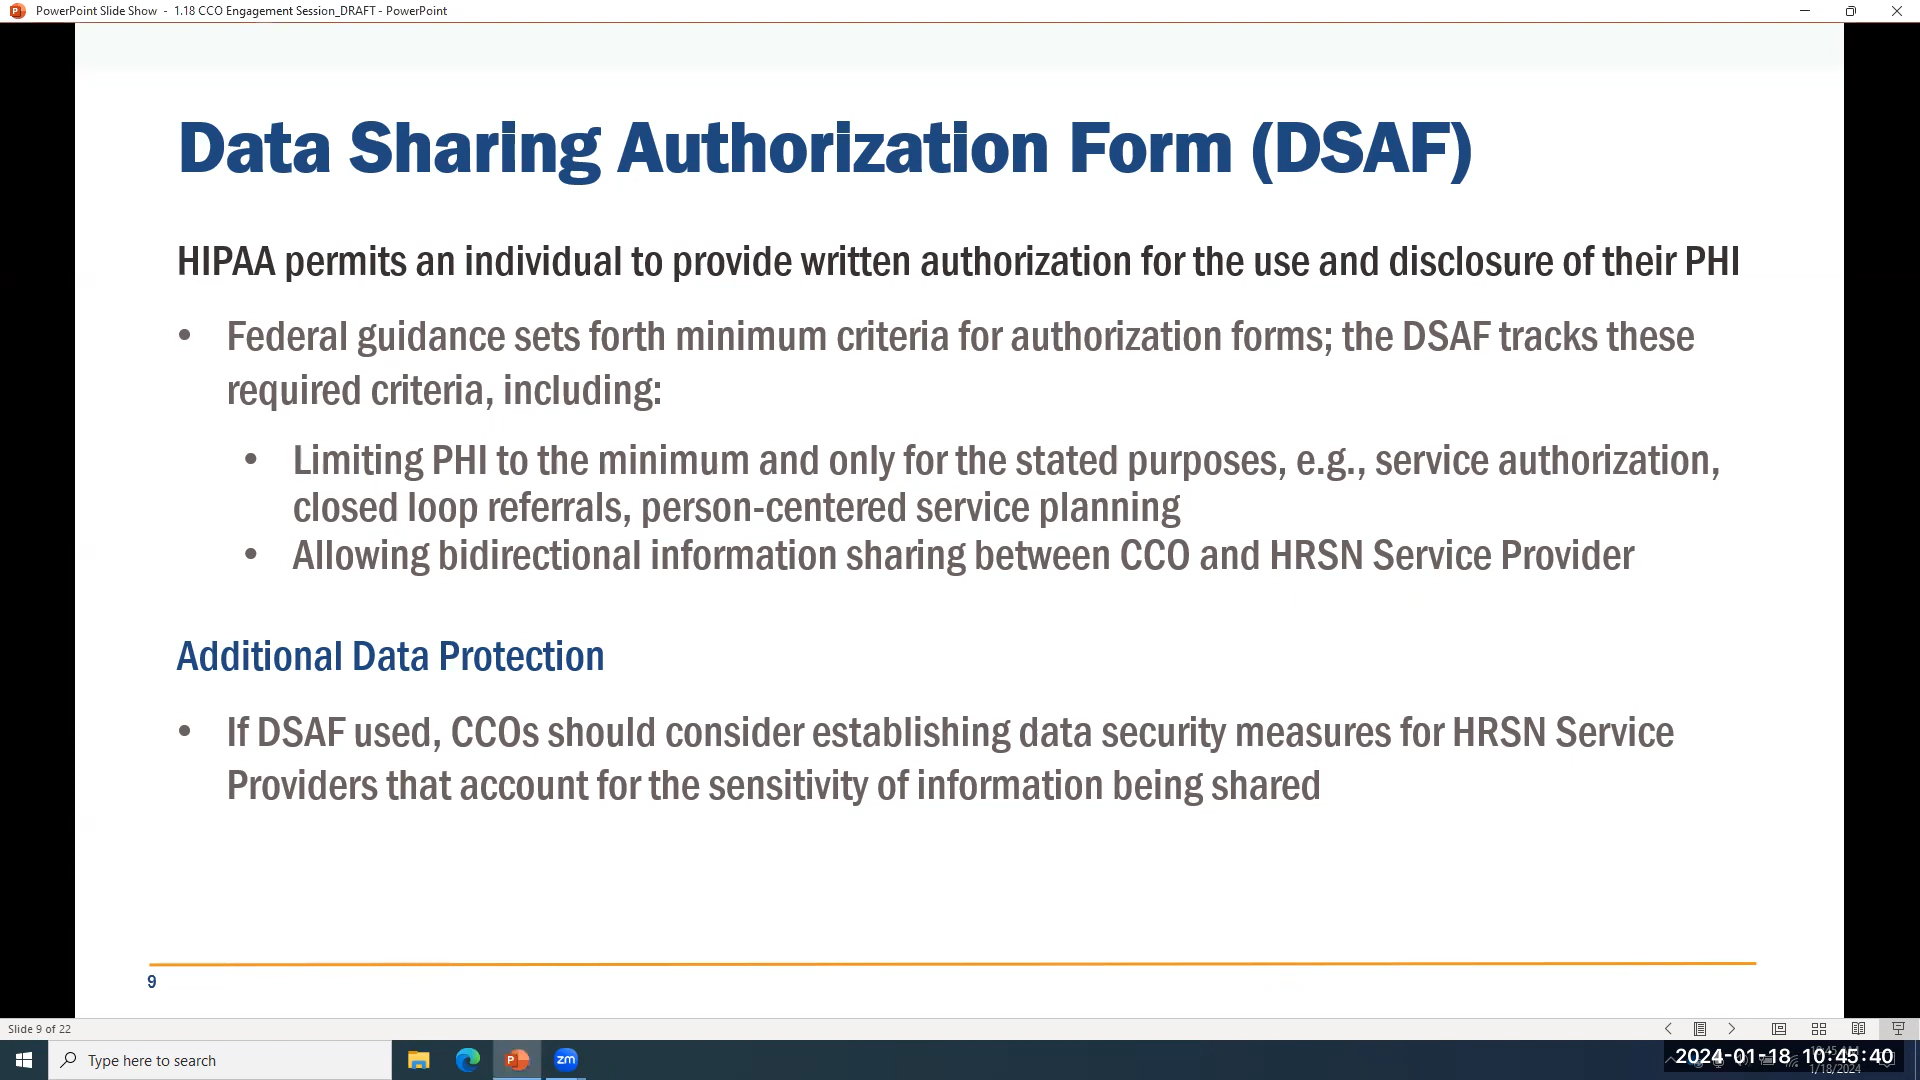 PowerPoint Slide Show - 1.18 CCO Engagement Session_DRAFT - PowerPoint
Data Sharing Authorization Form (DSAF)
HIPAA permits an individual to provide written authorization for the use and disclosure of their PHI
• Federal guidance sets forth minimum criteria for authorization forms; the DSAF tracks these
required criteria, including:
• Limiting PHI to the minimum and only for the stated purposes, e.g., service authorization,
closed loop referrals, person-centered service planning
• Allowing bidirectional information sharing between CCO and HRSN Service Provider
Additional Data Protection
• If DSAF used, CCOs should consider establishing data security measures for HRSN Service
Providers that account for the sensitivity of information being shared
9
Slide 9 of 22
Type here to search
zm
2024-01-18 10:45:40
1/18/2024